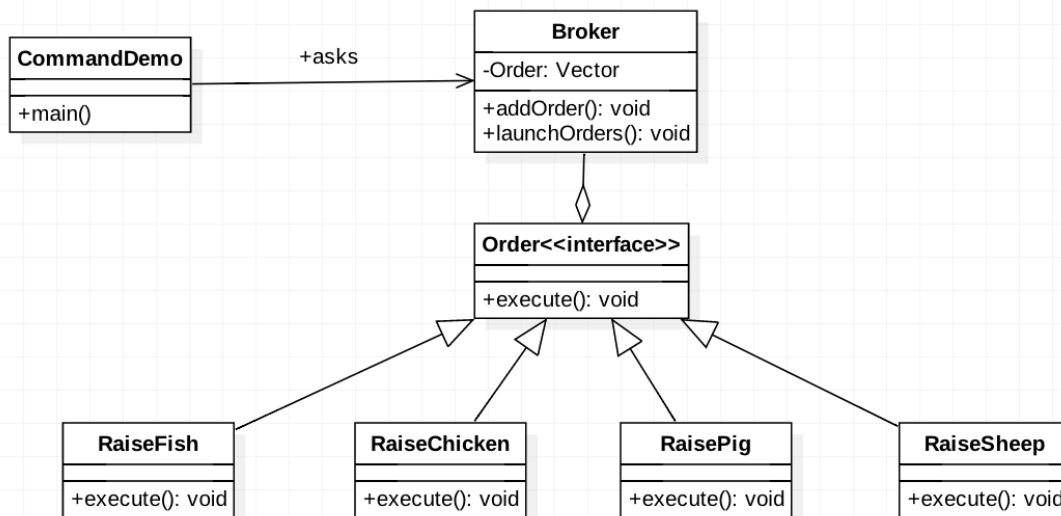 CommandDemo
+main()
+asks
Broker
-Order: Vector
+addOrder(): void
+launchOrders(): void
Order<<interface>>
+execute(): void
RaiseFish
+execute(): void
RaiseChicken
+execute(): void
RaisePig
+execute(): void
RaiseSheep
+execute(): void